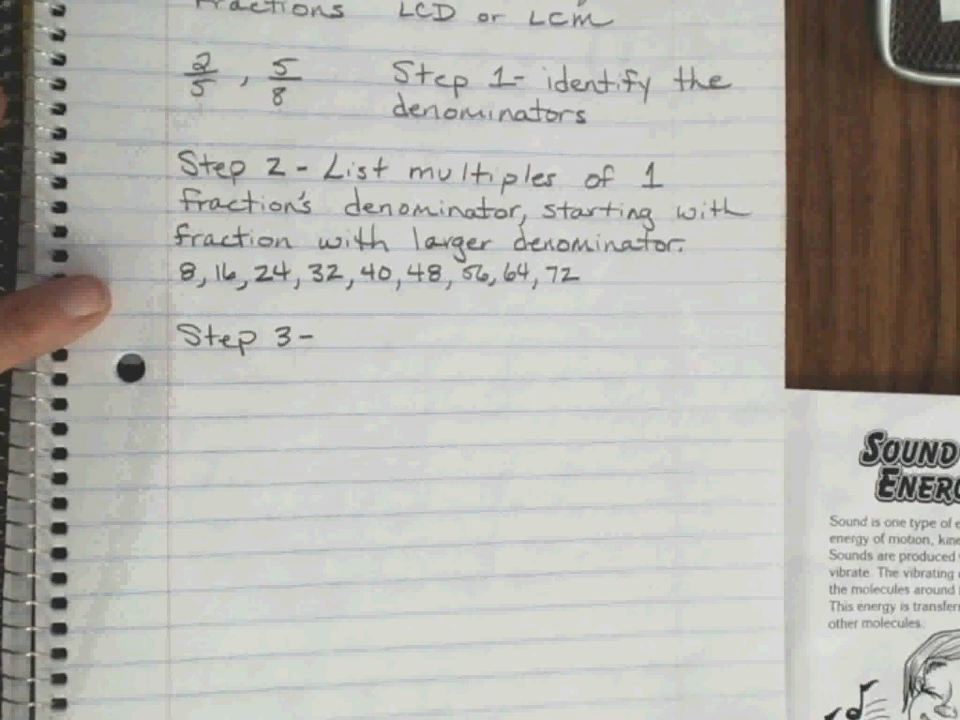 Fractions LCD or LCM
2/5 , 5/8 Step 1- identify the
denominators
Step 2 - List multiples of 1
fraction's denominator, starting with
fraction with larger denominator.
8, 16, 24, 32, 40, 48, 56, 64, 72
Step 3-
SOUND
Sound is one type of
energy of motion,
Sounds are produced
vibrate. The vibrating
the molecules around
This energy is
other molecules.